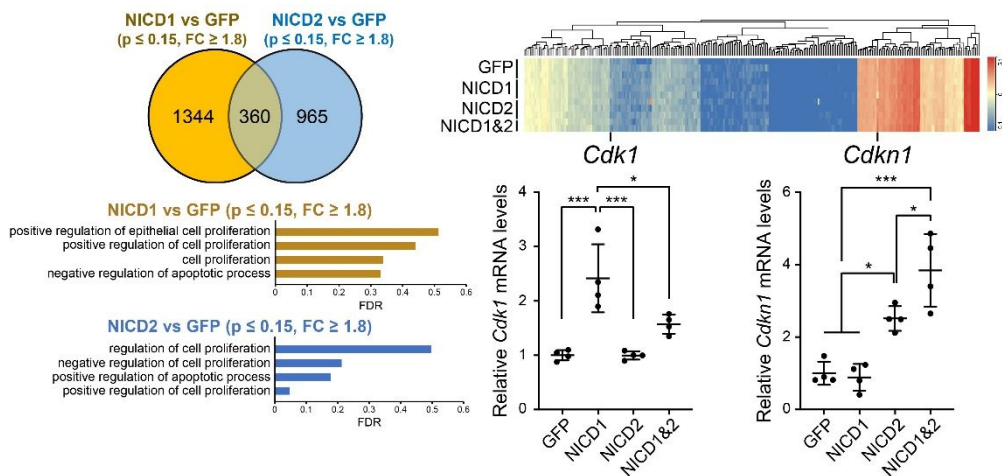 NICD1 vs GFP
(p ≤ 0.15, FC ≥ 1.8)
NICD2 vs GFP
(p ≤ 0.15, FC ≥ 1.8)
1344
360
965
GFP
NICD1
NICD2
NICD1&2
Cdk1
Cdkn1
NICD1 vs GFP (p ≤ 0.15, FC ≥ 1.8)
positive regulation of epithelial cell proliferation
positive regulation of cell proliferation
cell proliferation
negative regulation of apoptotic process
0 0.1 0.2 0.3 0.4 0.5 0.6
FDR
NICD2 vs GFP (p ≤ 0.15, FC ≥ 1.8)
regulation of cell proliferation
negative regulation of cell proliferation
positive regulation of apoptotic process
positive regulation of cell proliferation
0 0.1 0.2 0.3 0.4 0.5 0.6
FDR
Relative Cdk1 mRNA levels
4
3
2
1
0
*
*** ***
GFP
NICD1
NICD2
NICD1&2
Relative Cdkn1 mRNA levels
6
4
2
0
***
*
*
GFP
NICD1
NICD2
NICD1&2